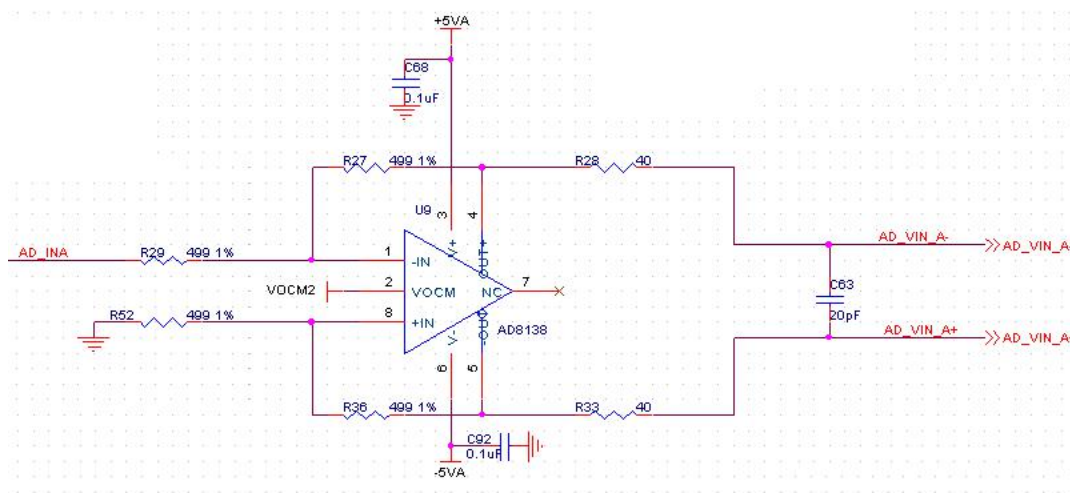 +5VA
C68
0.1uF
R27 499 1%
R28 40
U9
3
4
V+
+OUT
AD_INA
R29 499 1%
1
-IN
AD_VIN_A-
AD_VIN_A
VOCM2
2
VOCM
NC
7
C63
20pF
R52 499 1%
8
+IN
AD8138
AD_VIN_A+
AD_VIN_A
V-
6
5
R36 499 1%
R33 40
C92
0.1uF
-5VA